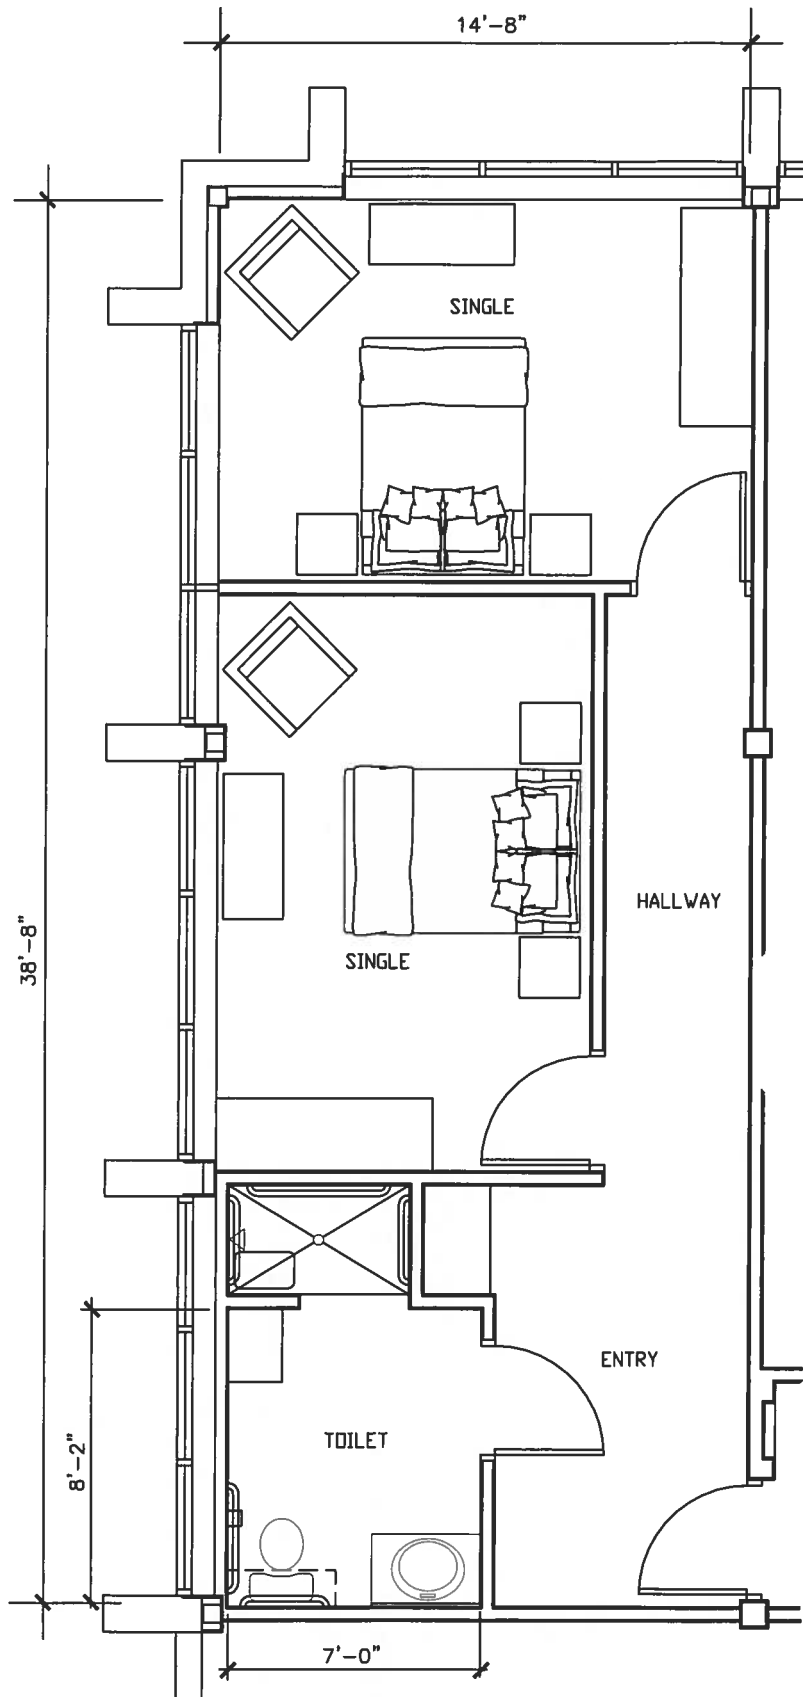 14'-8"
SINGLE
HALLWAY
38'-8"
SINGLE
ENTRY
TOILET
8'-2"
7'-0"